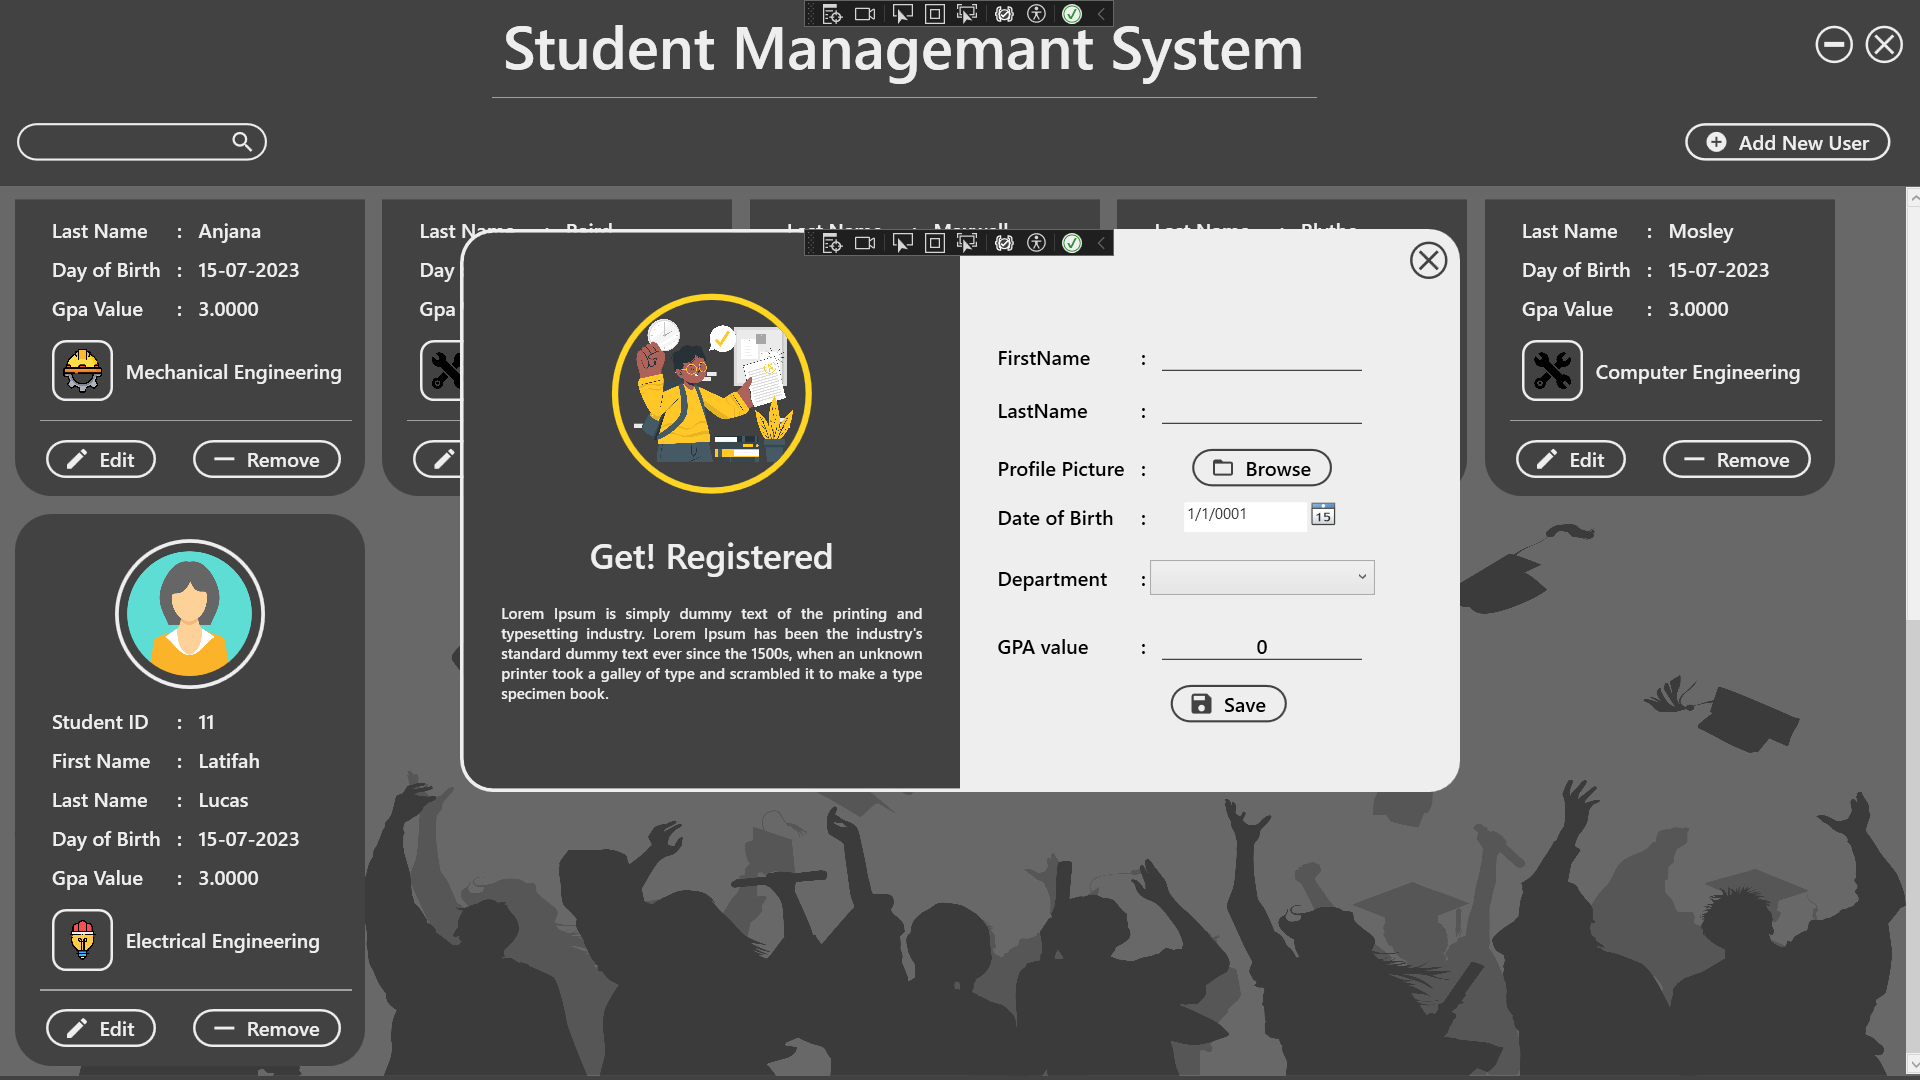 Student Managemant System
Add New User
Last Name : Anjana
Day of Birth : 15-07-2023
Gpa Value : 3.0000
Mechanical Engineering
Edit
Remove
Last Name : Baird
Day
Gpa
Last Name : Maxwell
Last Name : Blythe
Last Name : Mosley
Day of Birth : 15-07-2023
Gpa Value : 3.0000
Computer Engineering
Edit
Remove
Get! Registered
Lorem Ipsum is simply dummy text of the printing and
typesetting industry. Lorem Ipsum has been the industry's
standard dummy text ever since the 1500s, when an unknown
printer took a galley of type and scrambled it to make a type
specimen book.
FirstName :
LastName :
Profile Picture : Browse
Date of Birth : 1/1/0001 15
Department :
GPA value : 0
Save
Student ID : 11
First Name : Latifah
Last Name : Lucas
Day of Birth : 15-07-2023
Gpa Value : 3.0000
Electrical Engineering
Edit
Remove